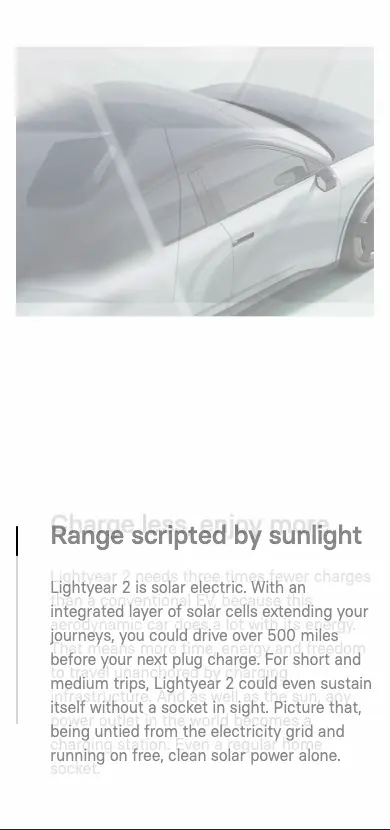 Charge less, enjoy more
Range scripted by sunlight
Lightyear 2 needs three times fewer charges
Lightyear 2 is solar electric. With an
than a conventional EV, because this
integrated layer of solar cells extending your
aerodynamic car does a lot with its energy.
journeys, you could drive over 500 miles
That means more time, energy and freedom
before your next plug charge. For short and
to travel unanchored by charging
medium trips, Lightyear 2 could even sustain
infrastructure. And as well as the sun, any
itself without a socket in sight. Picture that,
power outlet in the world becomes a
being untied from the electricity grid and
charging station. Even a regular home
running on free, clean solar power alone.
socket.